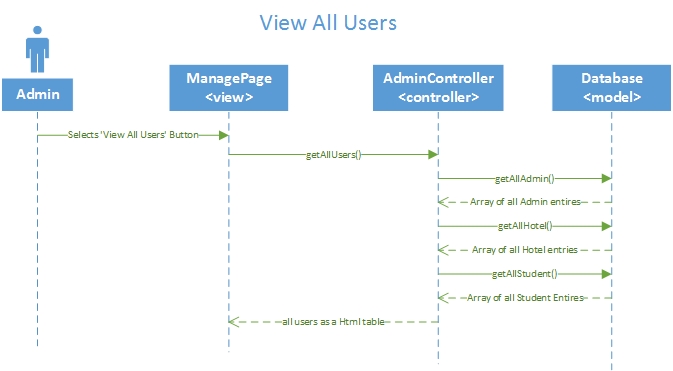 View All Users
Admin
ManagePage
<view>
AdminController
<controller>
Database
<model>
Selects 'View All Users' Button
getAllUsers()
getAllAdmin()
Array of all Admin entires
getAllHotel()
Array of all Hotel entries
getAllStudent()
Array of all Student Entires
all users as a Html table